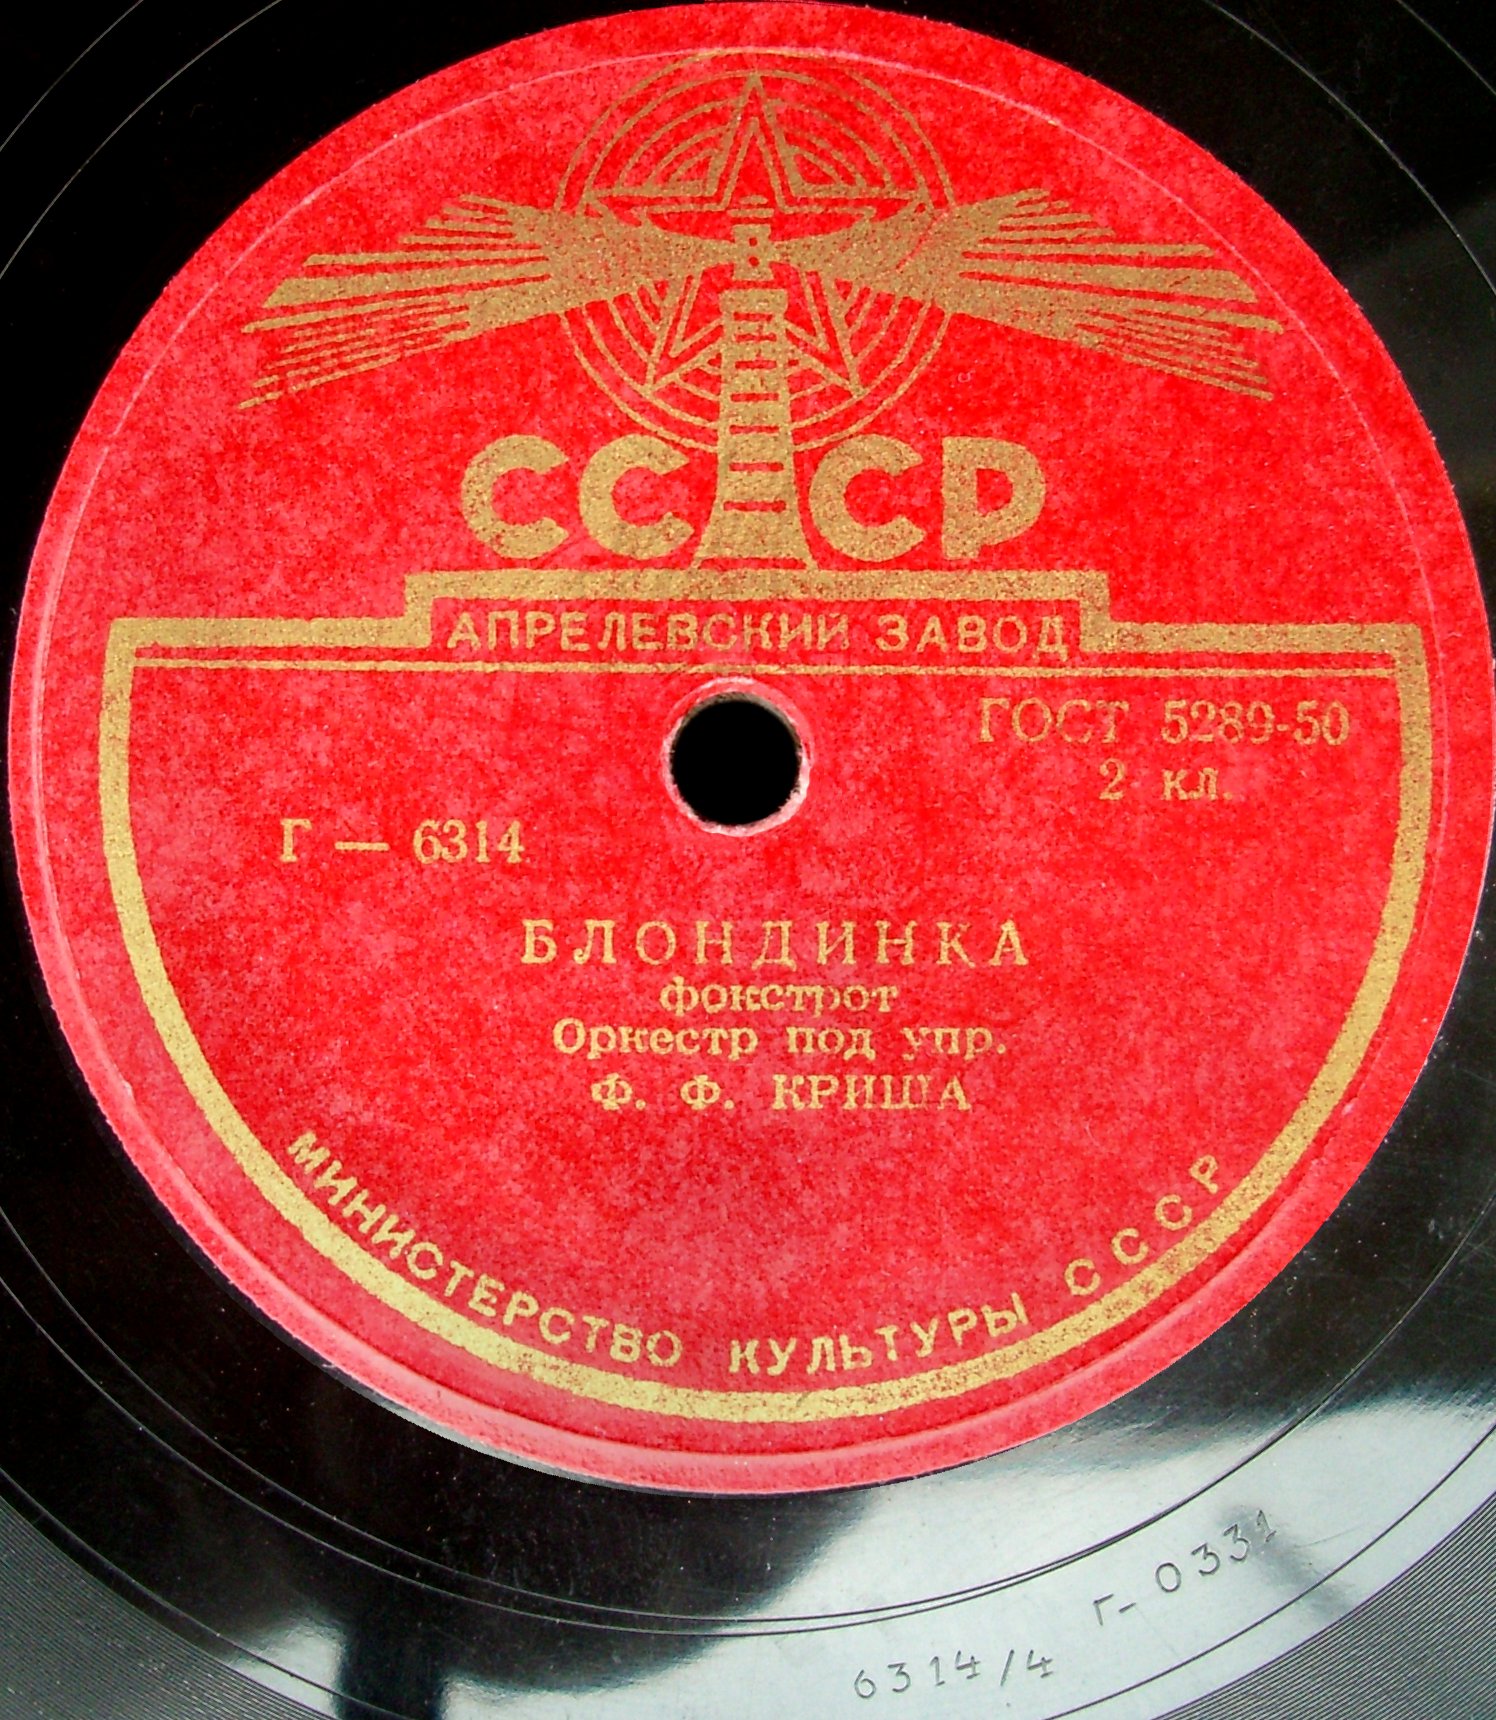 СССР
АПРЕЛЕВСКИЙ ЗАВОД
ГОСТ 5289-50
2 кл.
Г — 6314
БЛОНДИНКА
фокстрот
Оркестр под упр.
Ф. Ф. КРИША
МИНИСТЕРСТВО КУЛЬТУРЫ СССР
6314/4 Г-0331